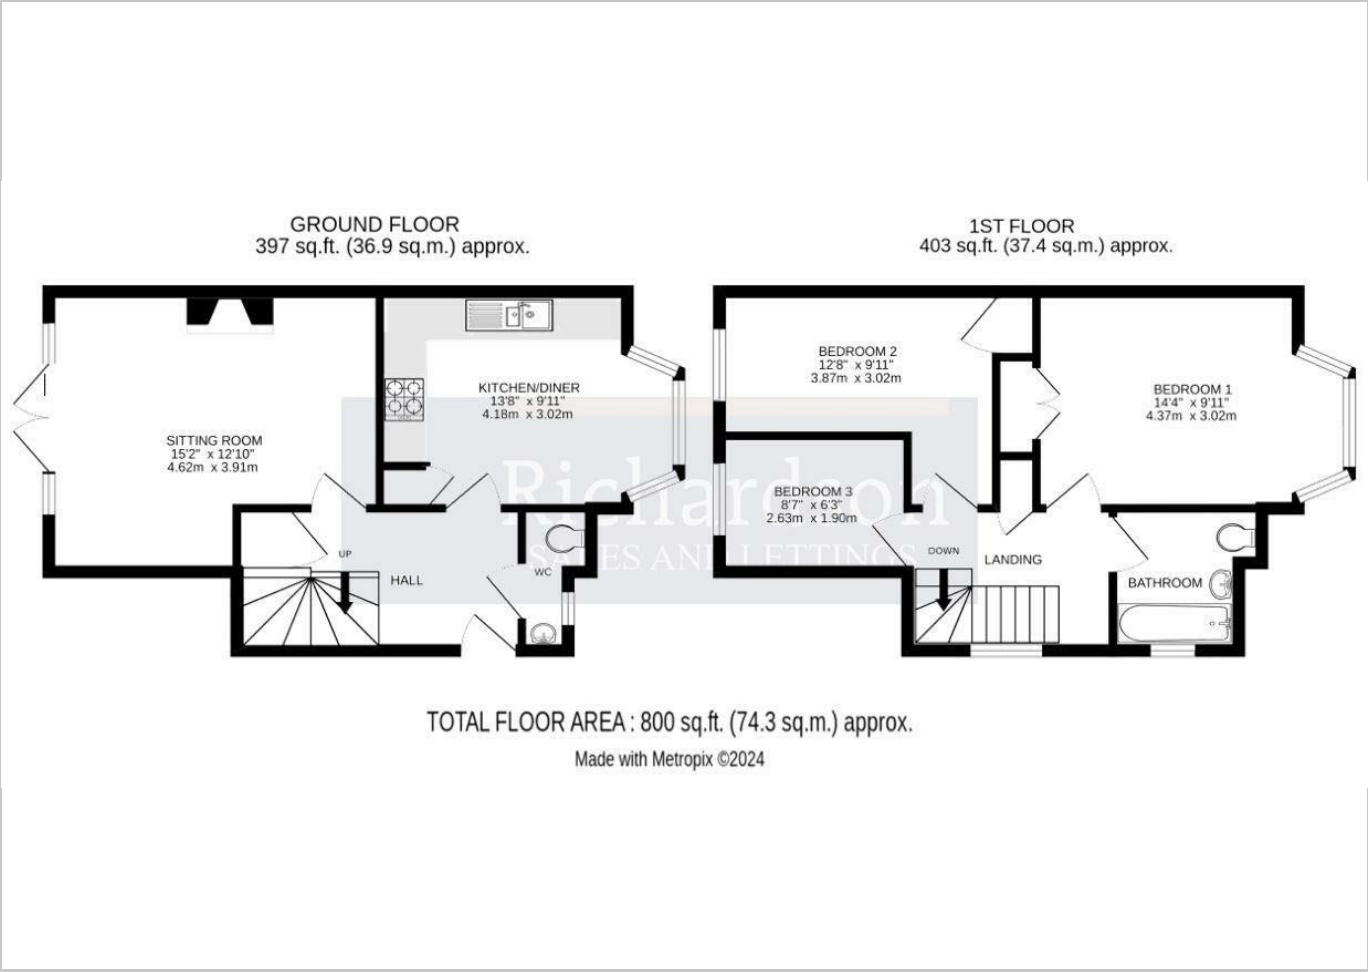 GROUND FLOOR
397 sq.ft. (36.9 sq.m.) approx.
1ST FLOOR
403 sq.ft. (37.4 sq.m.) approx.
SITTING ROOM
15'2" x 12'10"
4.62m x 3.91m
KITCHEN/DINER
13'8" x 9'11"
4.18m x 3.02m
UP
HALL
WC
BEDROOM 2
12'8" x 9'11"
3.87m x 3.02m
BEDROOM 1
14'4" x 9'11"
4.37m x 3.02m
BEDROOM 3
8'7" x 6'3"
2.63m x 1.90m
DOWN
LANDING
BATHROOM
Richardson
SALES AND LETTINGS
TOTAL FLOOR AREA : 800 sq.ft. (74.3 sq.m.) approx.
Made with Metropix ©2024